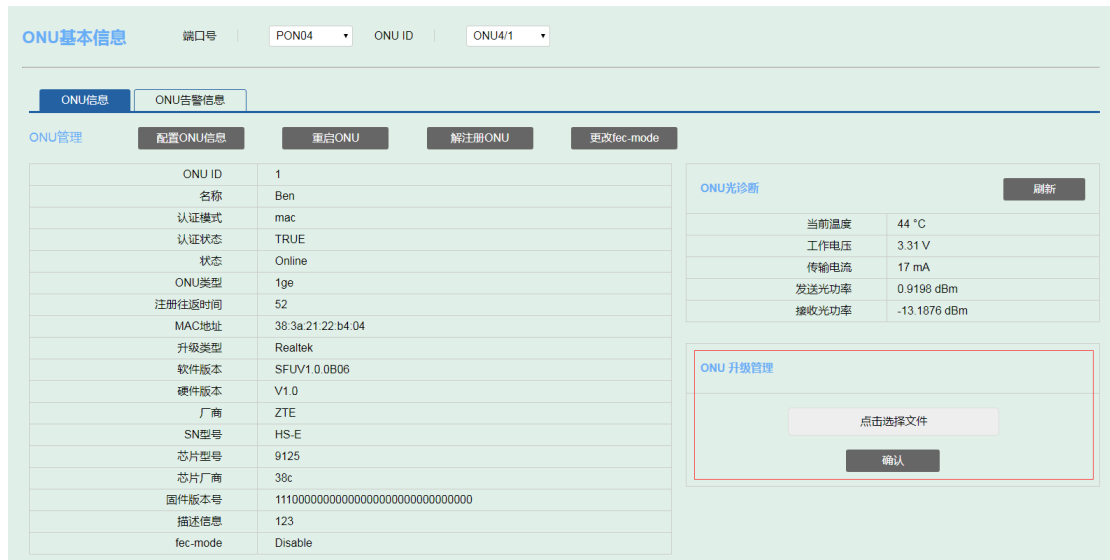 ONU基本信息 端口号 PON04 ONU ID ONU4/1
ONU信息 ONU告警信息
ONU管理 配置ONU信息 重启ONU 解注册ONU 更改fec-mode
ONU ID 1
名称 Ben
认证模式 mac
认证状态 TRUE
状态 Online
ONU类型 1ge
注册往返时间 52
MAC地址 38:3a:21:22:b4:04
升级类型 Realtek
软件版本 SFUV1.0.0B06
硬件版本 V1.0
厂商 ZTE
SN型号 HS-E
芯片型号 9125
芯片厂商 38c
固件版本号 11100000000000000000000000000000
描述信息 123
fec-mode Disable
ONU光诊断 刷新
当前温度 44 °C
工作电压 3.31 V
传输电流 17 mA
发送光功率 0.9198 dBm
接收光功率 -13.1876 dBm
ONU 升级管理
点击选择文件
确认